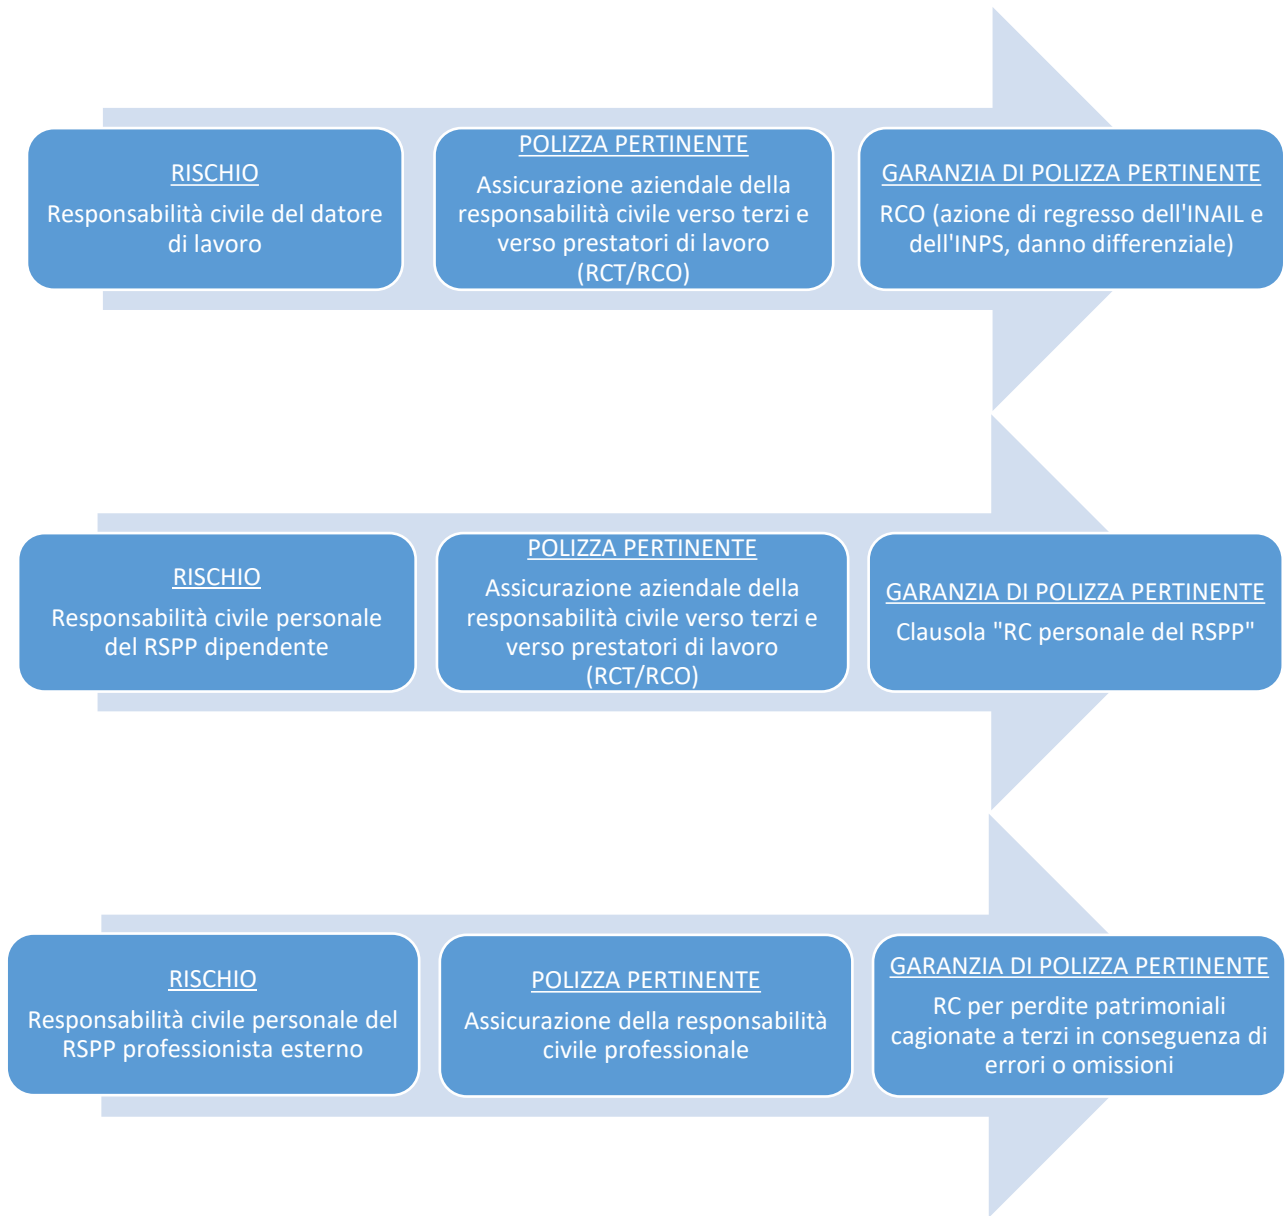 RISCHIO
Responsabilità civile del datore
di lavoro
POLIZZA PERTINENTE
Assicurazione aziendale della
responsabilità civile verso terzi e
verso prestatori di lavoro
(RCT/RCO)
GARANZIA DI POLIZZA PERTINENTE
RCO (azione di regresso dell'INAIL e
dell'INPS, danno differenziale)
RISCHIO
Responsabilità civile personale
del RSPP dipendente
POLIZZA PERTINENTE
Assicurazione aziendale della
responsabilità civile verso terzi e
verso prestatori di lavoro
(RCT/RCO)
GARANZIA DI POLIZZA PERTINENTE
Clausola "RC personale del RSPP"
RISCHIO
Responsabilità civile personale del
RSPP professionista esterno
POLIZZA PERTINENTE
Assicurazione della responsabilità
civile professionale
GARANZIA DI POLIZZA PERTINENTE
RC per perdite patrimoniali
cagionate a terzi in conseguenza di
errori o omissioni